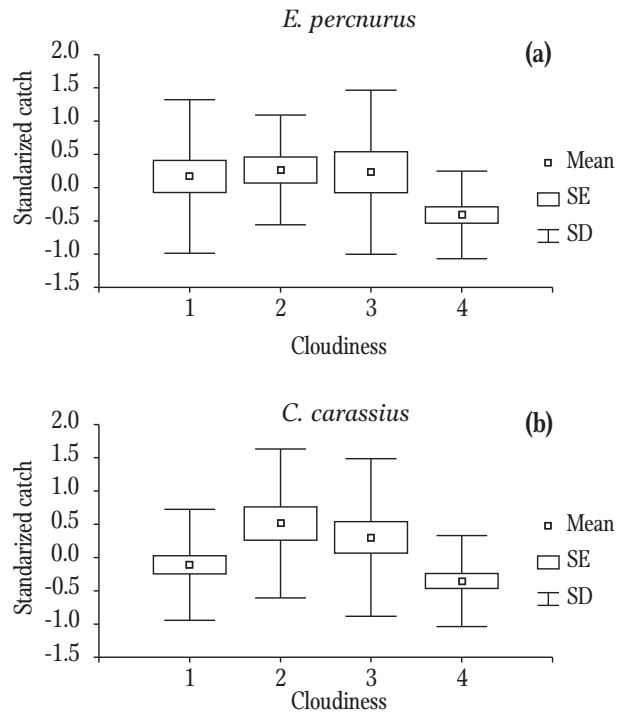 E. percnurus
(a)
Standarized catch
2.0
1.5
1.0
0.5
0.0
-0.5
-1.0
-1.5
1 2 3 4
Cloudiness
Mean
SE
SD
C. carassius
(b)
Standarized catch
2.0
1.5
1.0
0.5
0.0
-0.5
-1.0
-1.5
1 2 3 4
Cloudiness
Mean
SE
SD